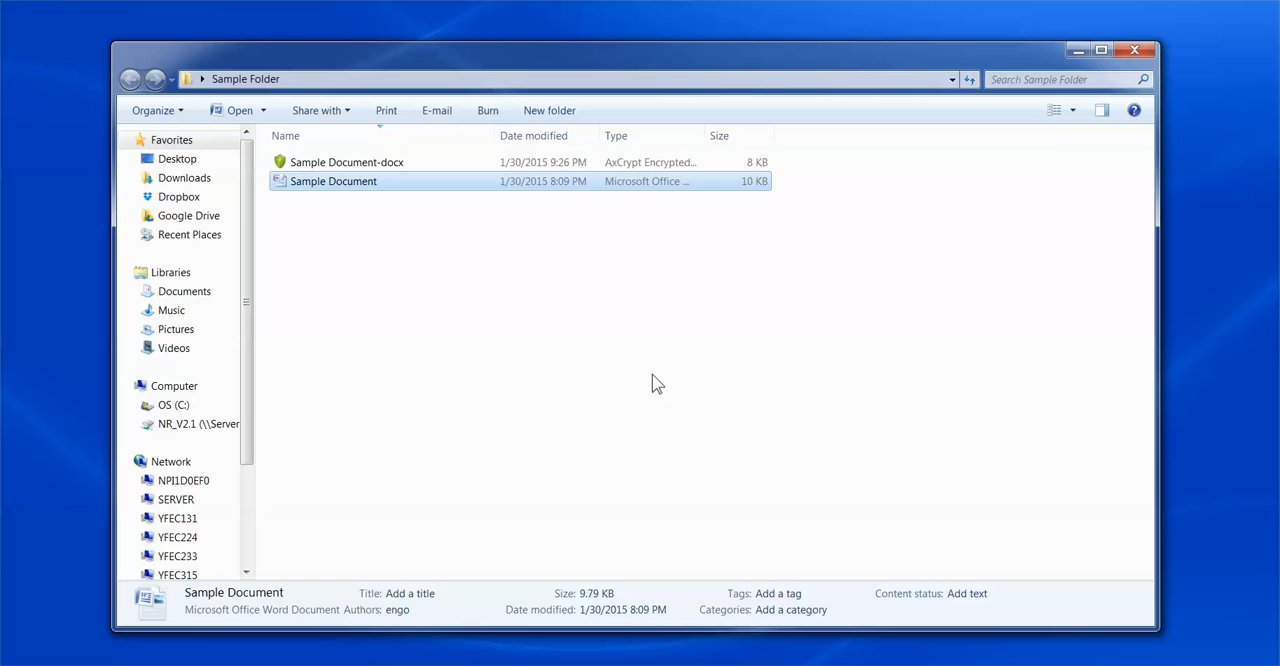 Sample Folder
Search Sample Folder
Organize Open Share with Print E-mail Burn New folder
Name Date modified Type Size
Sample Document-docx 1/30/2015 9:26 PM AxCrypt Encrypted... 8 KB
Sample Document 1/30/2015 8:09 PM Microsoft Office ... 10 KB
Favorites
Desktop
Downloads
Dropbox
Google Drive
Recent Places
Libraries
Documents
Music
Pictures
Videos
Computer
OS (C:)
NR_V2.1 (\\Server
Network
NPI1D0EF0
SERVER
YFEC131
YFEC224
YFEC233
YFEC315
Sample Document Title: Add a title Size: 9.79 KB Tags: Add a tag Content status: Add text
Microsoft Office Word Document Authors: engo Date modified: 1/30/2015 8:09 PM Categories: Add a category